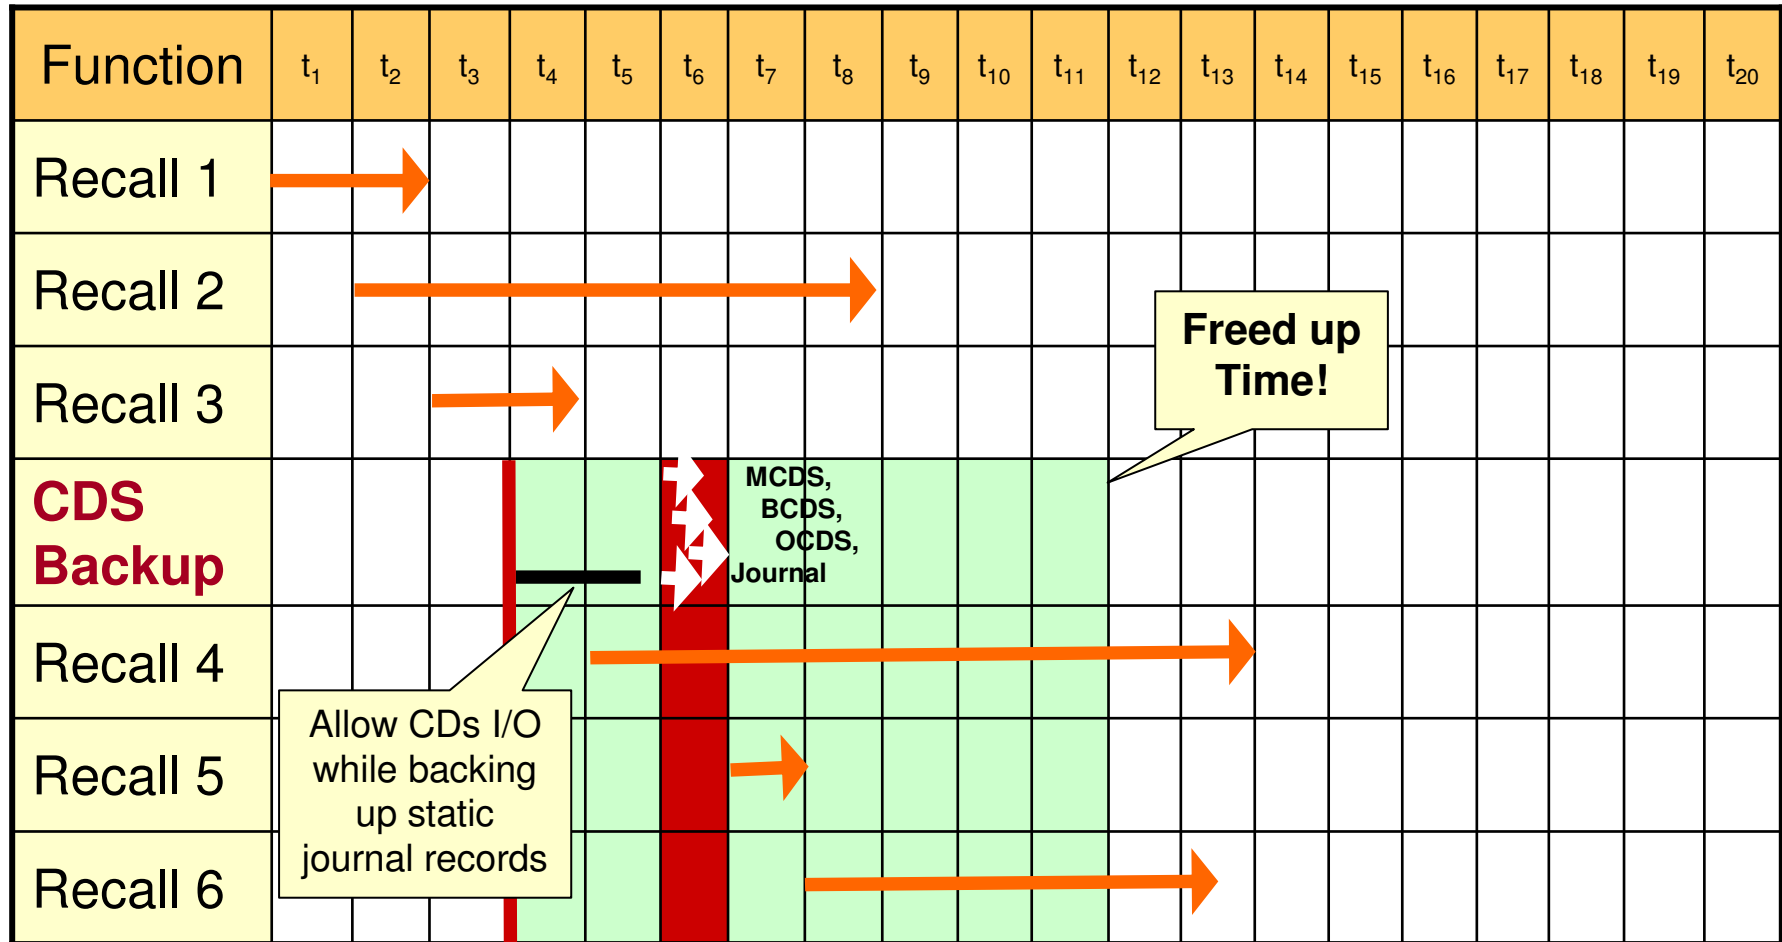 Function t1 t2 t3 t4 t5 t6 t7 t8 t9 t10 t11 t12 t13 t14 t15 t16 t17 t18 t19 t20
Recall 1
Recall 2
Freed up
Time!
Recall 3
CDS
Backup
MCDS,
BCDS,
OCDS,
Journal
Recall 4
Allow CDs I/O
while backing
up static
journal records
Recall 5
Recall 6